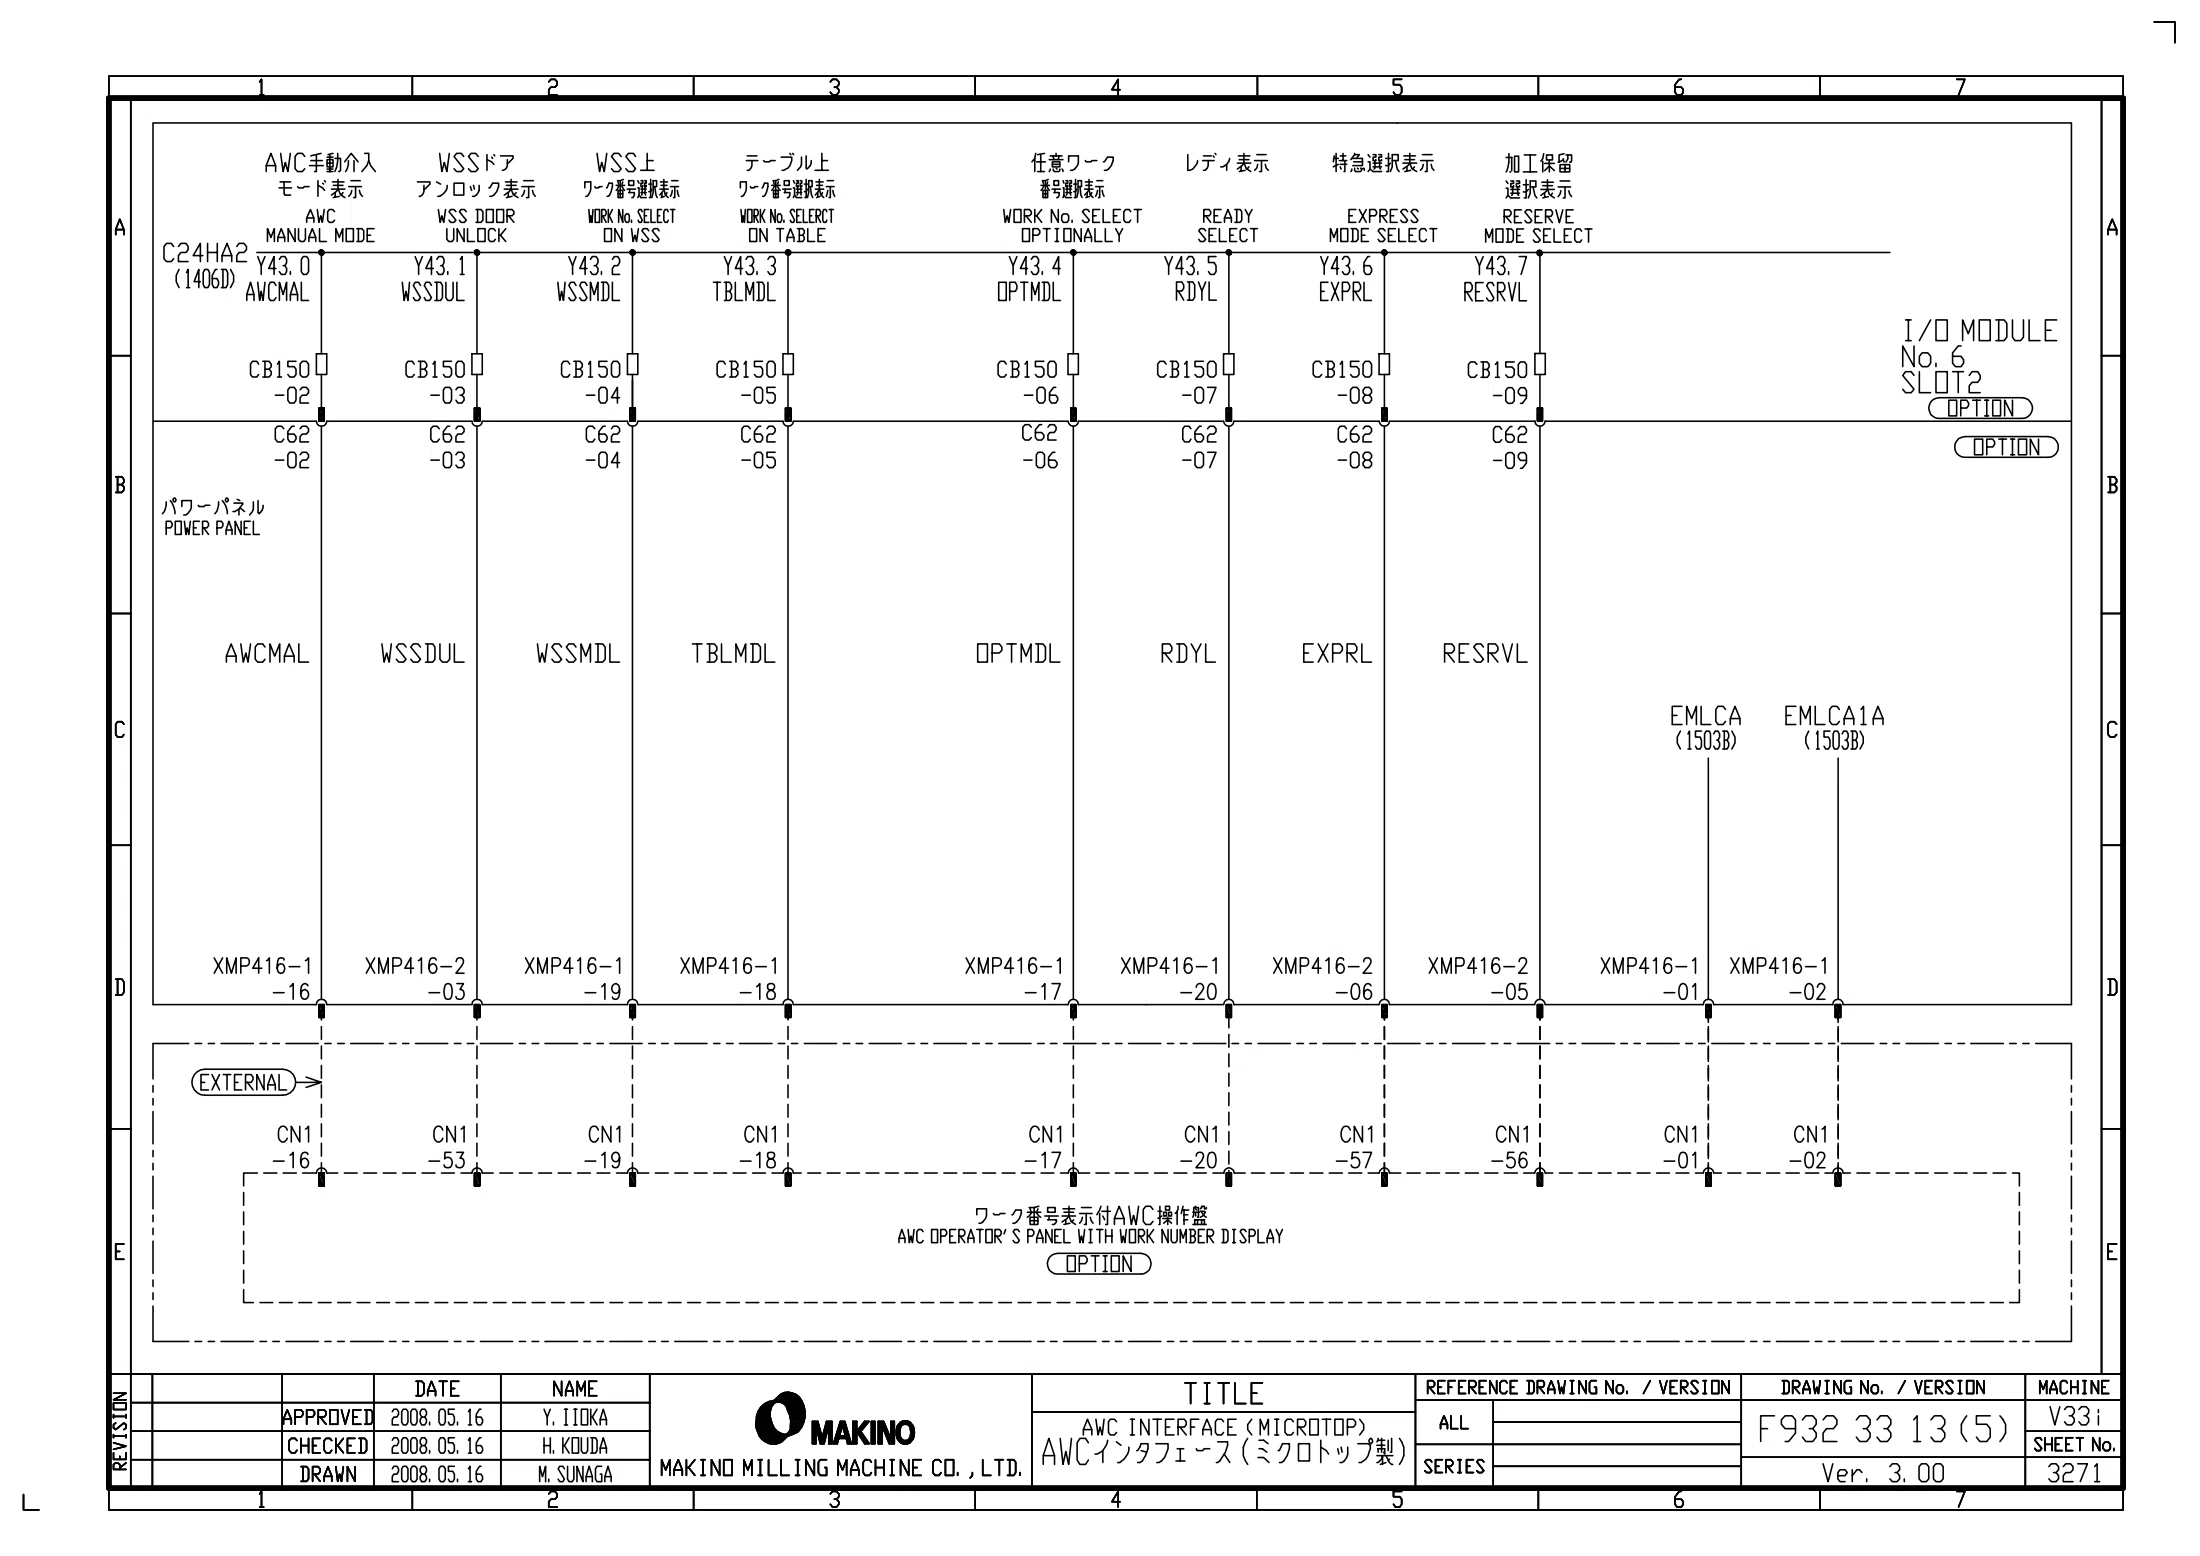 1 2 3 4 5 6 7
AWC手動介入
モード表示
AWC
MANUAL MODE
WSSドア
アンロック表示
WSS DOOR
UNLOCK
WSS上
ワーク番号選択表示
WORK No. SELECT
ON WSS
テーブル上
ワーク番号選択表示
WORK No. SELERCT
ON TABLE
任意ワーク
番号選択表示
WORK No. SELECT
OPTIONALLY
レディ表示
READY
SELECT
特急選択表示
EXPRESS
MODE SELECT
加工保留
選択表示
RESERVE
MODE SELECT
A A
C24HA2
(1406D)
Y43.0 Y43.1 Y43.2 Y43.3 Y43.4 Y43.5 Y43.6 Y43.7
AWCMAL WSSDUL WSSMDL TBLMDL OPTMDL RDYL EXPRL RESRVL
I/O MODULE
No.6
SLOT2
OPTION
CB150 CB150 CB150 CB150 CB150 CB150 CB150 CB150
-02 -03 -04 -05 -06 -07 -08 -09
C62 C62 C62 C62 C62 C62 C62 C62
-02 -03 -04 -05 -06 -07 -08 -09
OPTION
B B
パワーパネル
POWER PANEL
AWCMAL WSSDUL WSSMDL TBLMDL OPTMDL RDYL EXPRL RESRVL
C C
EMLCA EMLCA1A
(1503B) (1503B)
XMP416-1 XMP416-2 XMP416-1 XMP416-1 XMP416-1 XMP416-1 XMP416-2 XMP416-2 XMP416-1 XMP416-1
-16 -03 -19 -18 -17 -20 -06 -05 -01 -02
D D
EXTERNAL
CN1 CN1 CN1 CN1 CN1 CN1 CN1 CN1 CN1 CN1
-16 -53 -19 -18 -17 -20 -57 -56 -01 -02
ワーク番号表示付AWC操作盤
AWC OPERATOR'S PANEL WITH WORK NUMBER DISPLAY
OPTION
E E
REVISION
DATE NAME
APPROVED 2008.05.16 Y. IIOKA
CHECKED 2008.05.16 H. KOUDA
DRAWN 2008.05.16 M. SUNAGA
MAKINO
MAKINO MILLING MACHINE CO.,LTD.
TITLE
AWC INTERFACE (MICROTOP)
AWCインタフェース(ミクロトップ製)
REFERENCE DRAWING No. / VERSION
ALL
SERIES
DRAWING No. / VERSION
F932 33 13(5)
Ver. 3.00
MACHINE
V33i
SHEET No.
3271
1 2 3 4 5 6 7